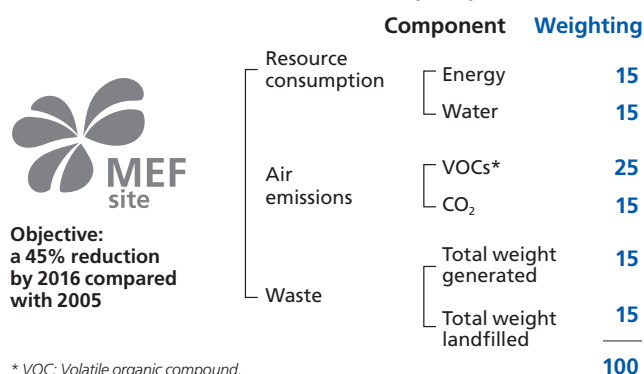 Component Weighting
Resource
consumption
Energy 15
Water 15
Air
emissions
VOCs* 25
CO₂ 15
Waste
Total weight
generated 15
Total weight
landfilled 15
100
MEF
site
Objective:
a 45% reduction
by 2016 compared
with 2005
* VOC: Volatile organic compound.